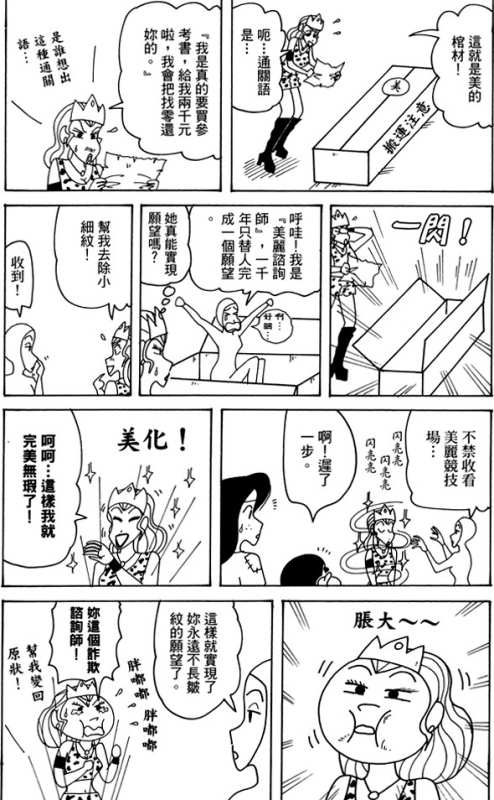 這就是美的
棺材！
美
搬運注意
呃…通關語
是…
『我是真的要買參
考書，給我兩千元
啦，我會把找零還
妳的。』
是誰想出
這種通關
語…
一閃！
呼哇！我是
『美麗諮詢
師』，一千
年只替人完
成一個願望
。
啊…
好睏…
她真能實現
願望嗎？
幫我去除小
細紋！
收到！
不禁收看
美麗競技
場…
閃亮亮
閃亮亮
閃亮亮
啊！遲了
一步。
美化！
呵呵…這樣我就
完美無瑕了！
脹大～～
這樣就實現了
妳永遠不長皺
紋的願望了。
胖嘟嘟
胖嘟嘟
妳這個詐欺
諮詢師！
幫我變回
原狀！